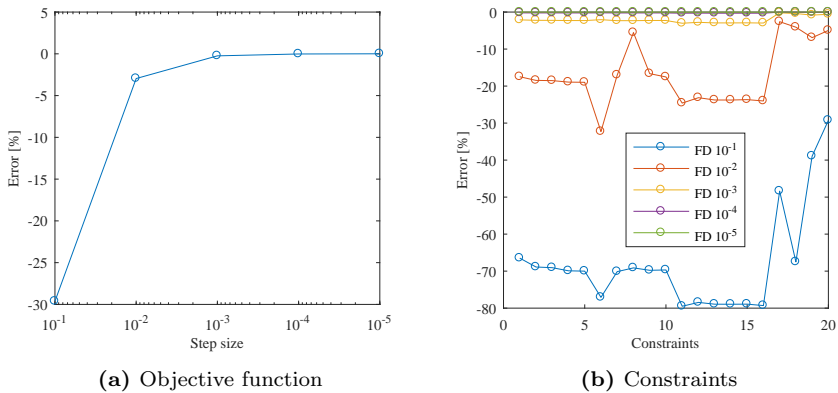 5
0
-5
-10
-15
-20
-25
-30
Error [%]
10^-1 10^-2 10^-3 10^-4 10^-5
Step size
(a) Objective function
0
-10
-20
-30
-40
-50
-60
-70
-80
Error [%]
FD 10^-1
FD 10^-2
FD 10^-3
FD 10^-4
FD 10^-5
0 5 10 15 20
Constraints
(b) Constraints